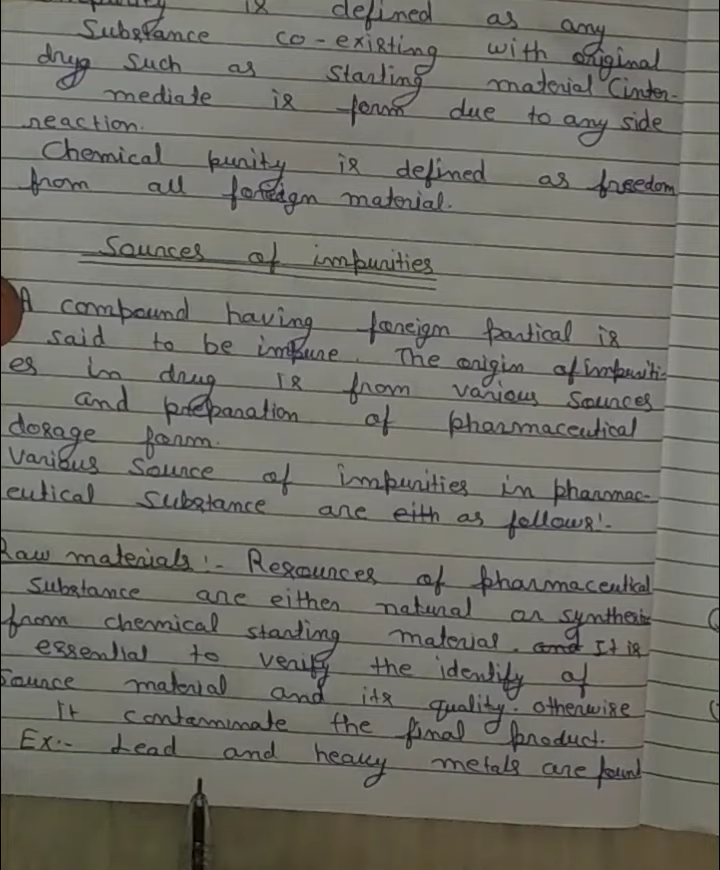 is defined as any
Substance co-existing with original
drug such as starting material (inter-
mediate is form due to any side
reaction.
Chemical purity is defined as freedom
from all foreign material.
Sources of impurities
A compound having foreign partical is
said to be impure. The origin of impuriti-
es in drug is from various sources
and preparation of pharmaceutical
dosage form.
Various source of impurities in pharmac-
eutical substance are eith as follows:-
Raw materials:- Resources of pharmaceutical
substance are either natural or synthesis
from chemical starting material. and It is
essential to verify the identify of
Source material and its quality. otherwise
It contaminate the final product.
Ex:- Lead and heavy metals are found